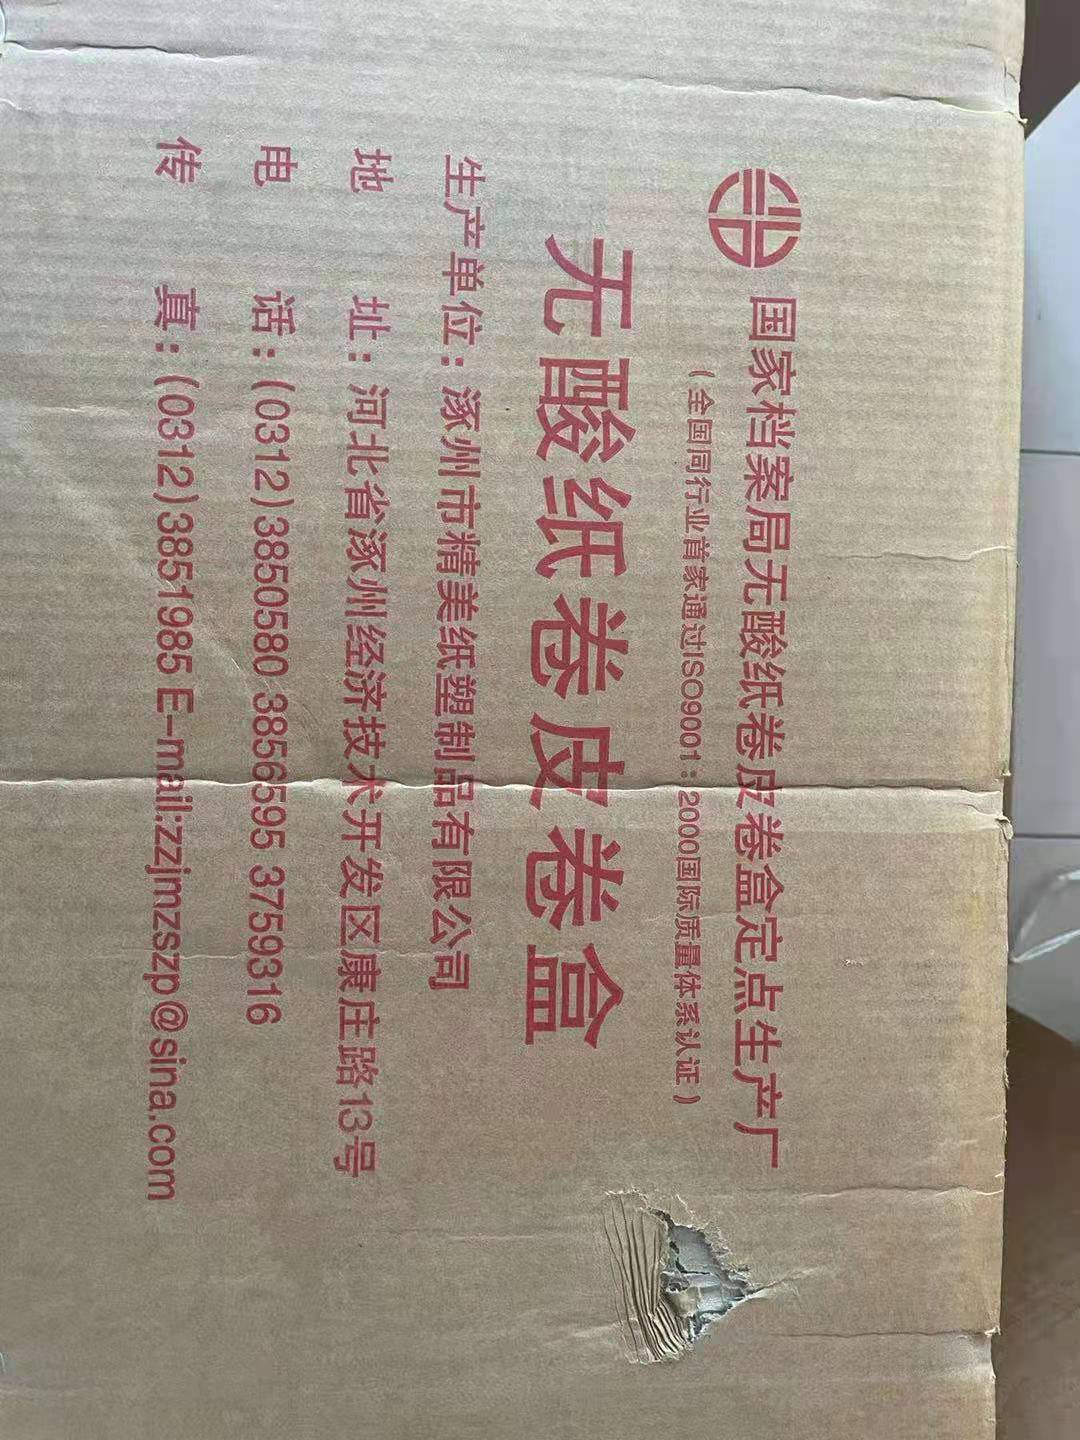 国家档案局无酸纸卷皮卷盒定点生产厂
（全国同行业首家通过ISO9001：2000国际质量体系认证）
无酸纸卷皮卷盒
生产单位：涿州市精美纸塑制品有限公司
地 址：河北省涿州经济技术开发区康庄路13号
电 话：(0312)3850580 3856595 3759316
传 真：(0312)3851985 E-mail:zzjmzszp@sina.com